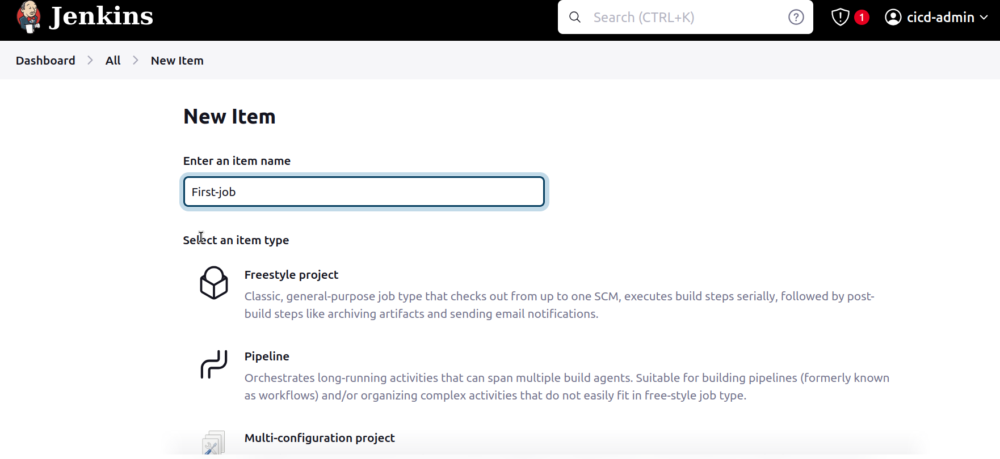 Jenkins
Search (CTRL+K)
?
1
cicd-admin
Dashboard > All > New Item
New Item
Enter an item name
First-job
Select an item type
Freestyle project
Classic, general-purpose job type that checks out from up to one SCM, executes build steps serially, followed by post-
build steps like archiving artifacts and sending email notifications.
Pipeline
Orchestrates long-running activities that can span multiple build agents. Suitable for building pipelines (formerly known
as workflows) and/or organizing complex activities that do not easily fit in free-style job type.
Multi-configuration project